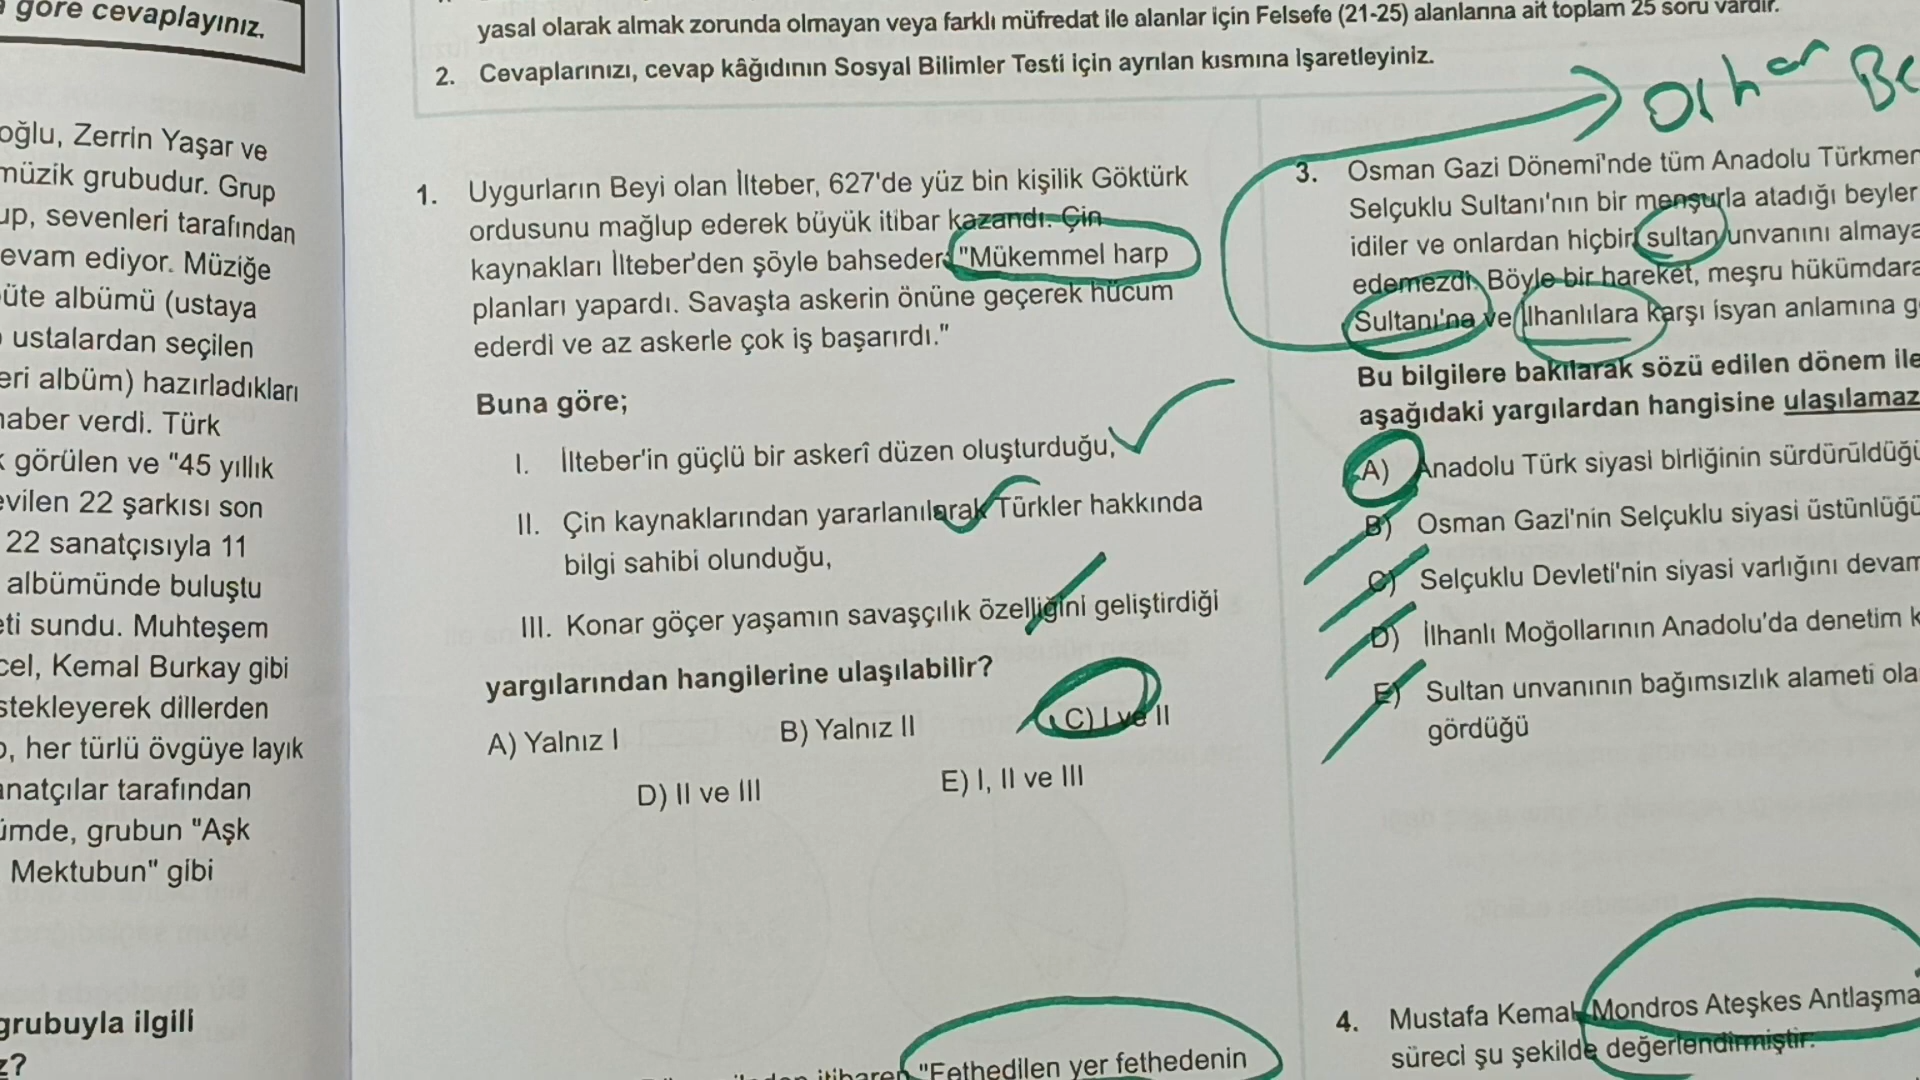 göre cevaplayınız.
oğlu, Zerrin Yaşar ve
müzik grubudur. Grup
up, sevenleri tarafından
evam ediyor. Müziğe
üte albümü (ustaya
ustalardan seçilen
eri albüm) hazırladıkları
haber verdi. Türk
k görülen ve "45 yıllık
evilen 22 şarkısı son
22 sanatçısıyla 11
albümünde buluştu
eti sundu. Muhteşem
cel, Kemal Burkay gibi
stekleyerek dillerden
o, her türlü övgüye layık
anatçılar tarafından
ümde, grubun "Aşk
Mektubun" gibi
grubuyla ilgili
z?
yasal olarak almak zorunda olmayan veya farklı müfredat ile alanlar için Felsefe (21-25) alanlarına ait toplam 25 soru vardır.
2. Cevaplarınızı, cevap kâğıdının Sosyal Bilimler Testi için ayrılan kısmına işaretleyiniz.
1. Uygurların Beyi olan İlteber, 627'de yüz bin kişilik Göktürk
ordusunu mağlup ederek büyük itibar kazandı. Çin
kaynakları İlteber'den şöyle bahseder: "Mükemmel harp
planları yapardı. Savaşta askerin önüne geçerek hücum
ederdi ve az askerle çok iş başarırdı."
Buna göre;
I. İlteber'in güçlü bir askerî düzen oluşturduğu,
II. Çin kaynaklarından yararlanılarak Türkler hakkında
bilgi sahibi olunduğu,
III. Konar göçer yaşamın savaşçılık özelliğini geliştirdiği
yargılarından hangilerine ulaşılabilir?
A) Yalnız I
B) Yalnız II
C) I ve II
D) II ve III
E) I, II ve III
itibaren "Fethedilen yer fethedenin
Orhan Be
3. Osman Gazi Dönemi'nde tüm Anadolu Türkmen
Selçuklu Sultanı'nın bir menşurla atadığı beyler
idiler ve onlardan hiçbiri sultan unvanını almaya
edemezdi. Böyle bir hareket, meşru hükümdara
Sultanı'na ve İlhanlılara karşı isyan anlamına g
Bu bilgilere bakılarak sözü edilen dönem ile
aşağıdaki yargılardan hangisine ulaşılamaz
A) Anadolu Türk siyasi birliğinin sürdürüldüğü
B) Osman Gazi'nin Selçuklu siyasi üstünlüğü
C) Selçuklu Devleti'nin siyasi varlığını devam
D) İlhanlı Moğollarının Anadolu'da denetim k
E) Sultan unvanının bağımsızlık alameti ola
gördüğü
4. Mustafa Kemal, Mondros Ateşkes Antlaşma
süreci şu şekilde değerlendirmiştir: